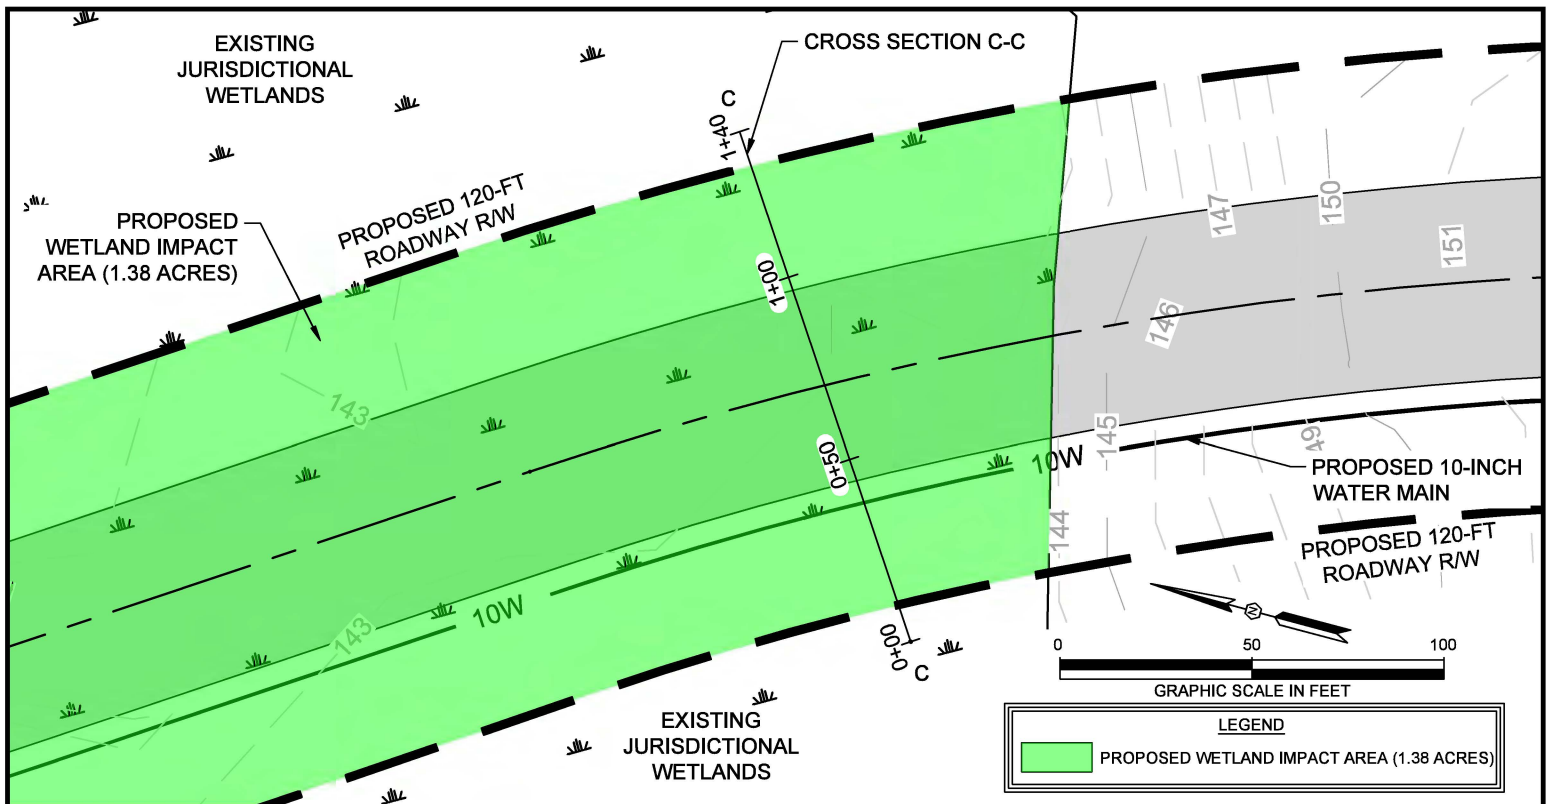 EXISTING
JURISDICTIONAL
WETLANDS
CROSS SECTION C-C
C
1+40
PROPOSED 120-FT
ROADWAY R/W
PROPOSED
WETLAND IMPACT
AREA (1.38 ACRES)
147
150
151
1+00
146
143
145
49
0+50
10W
PROPOSED 10-INCH
WATER MAIN
144
PROPOSED 120-FT
ROADWAY R/W
10W
143
N
0+00
C
0 50 100
GRAPHIC SCALE IN FEET
EXISTING
JURISDICTIONAL
WETLANDS
LEGEND
PROPOSED WETLAND IMPACT AREA (1.38 ACRES)